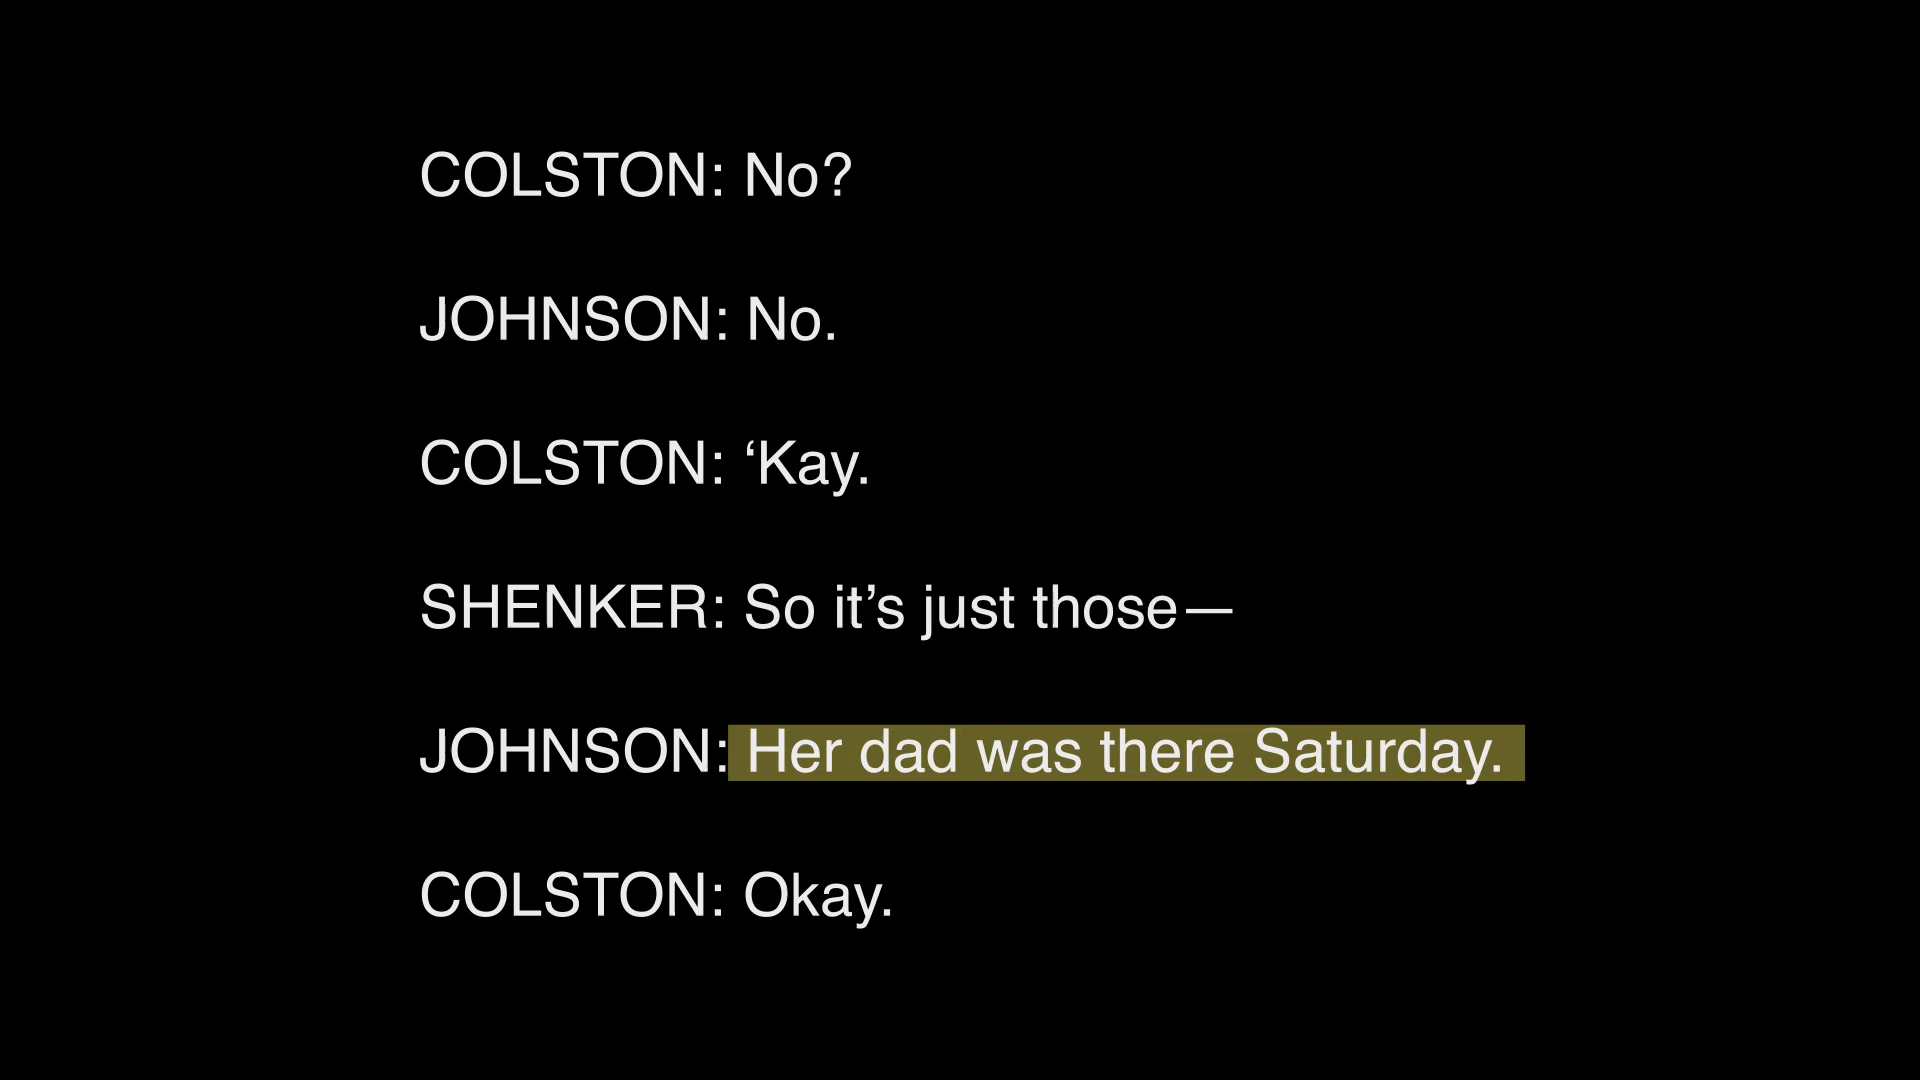 COLSTON: No?
JOHNSON: No.
COLSTON: ‘Kay.
SHENKER: So it’s just those—
JOHNSON: Her dad was there Saturday.
COLSTON: Okay.